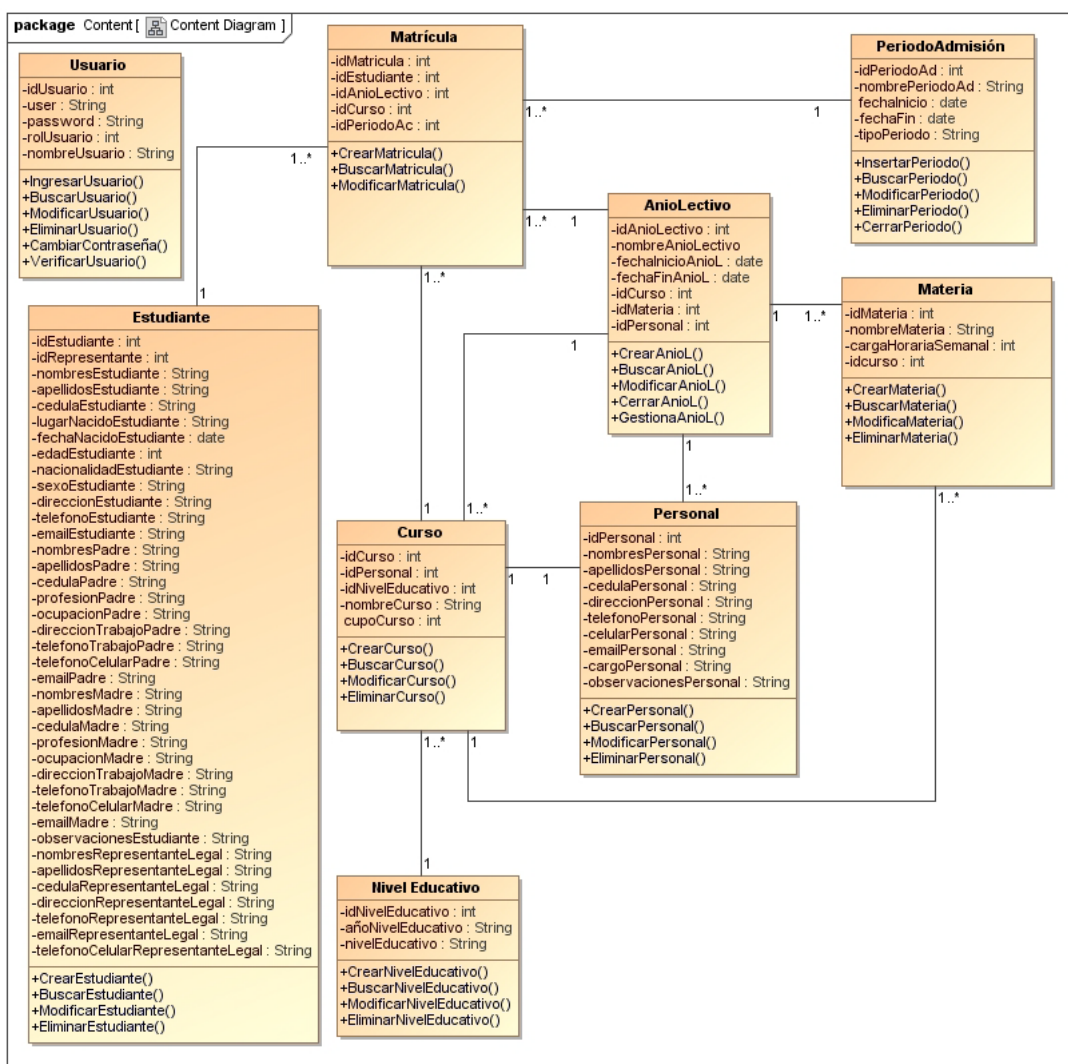 package Content [ Content Diagram ]
Usuario
-idUsuario : int
-user : String
-password : String
-rolUsuario : int
-nombreUsuario : String
+IngresarUsuario()
+BuscarUsuario()
+ModificarUsuario()
+EliminarUsuario()
+CambiarContraseña()
+VerificarUsuario()
Matrícula
-idMatricula : int
-idEstudiante : int
-idAnioLectivo : int
-idCurso : int
-idPeriodoAc : int
+CrearMatricula()
+BuscarMatricula()
+ModificarMatricula()
PeriodoAdmisión
-idPeriodoAd : int
-nombrePeriodoAd : String
fechaInicio : date
-fechaFin : date
-tipoPeriodo : String
+InsertarPeriodo()
+BuscarPeriodo()
+ModificarPeriodo()
+EliminarPeriodo()
+CerrarPeriodo()
1..*
1
1..*
1
1..*
1
AnioLectivo
-idAnioLectivo : int
-nombreAnioLectivo
-fechaInicioAnioL : date
-fechaFinAnioL : date
-idCurso : int
-idMateria : int
-idPersonal : int
+CrearAnioL()
+BuscarAnioL()
+ModificarAnioL()
+CerrarAnioL()
+GestionaAnioL()
1
1..*
Materia
-idMateria : int
-nombreMateria : String
-cargaHorariaSemanal : int
-idcurso : int
+CrearMateria()
+BuscarMateria()
+ModificaMateria()
+EliminarMateria()
1..*
1
1
1..*
1..*
1
1..*
Estudiante
-idEstudiante : int
-idRepresentante : int
-nombresEstudiante : String
-apellidosEstudiante : String
-cedulaEstudiante : String
-lugarNacidoEstudiante : String
-fechaNacidoEstudiante : date
-edadEstudiante : int
-nacionalidadEstudiante : String
-sexoEstudiante : String
-direccionEstudiante : String
-telefonoEstudiante : String
-emailEstudiante : String
-nombresPadre : String
-apellidosPadre : String
-cedulaPadre : String
-profesionPadre : String
-ocupacionPadre : String
-direccionTrabajoPadre : String
-telefonoTrabajoPadre : String
-telefonoCelularPadre : String
-emailPadre : String
-nombresMadre : String
-apellidosMadre : String
-cedulaMadre : String
-profesionMadre : String
-ocupacionMadre : String
-direccionTrabajoMadre : String
-telefonoTrabajoMadre : String
-telefonoCelularMadre : String
-emailMadre : String
-observacionesEstudiante : String
-nombresRepresentanteLegal : String
-apellidosRepresentanteLegal : String
-cedulaRepresentanteLegal : String
-direccionRepresentanteLegal : String
-telefonoRepresentanteLegal : String
-emailRepresentanteLegal : String
-telefonoCelularRepresentanteLegal : String
+CrearEstudiante()
+BuscarEstudiante()
+ModificarEstudiante()
+EliminarEstudiante()
Curso
-idCurso : int
-idPersonal : int
-idNivelEducativo : int
-nombreCurso : String
cupoCurso : int
+CrearCurso()
+BuscarCurso()
+ModificarCurso()
+EliminarCurso()
1
1
Personal
-idPersonal : int
-nombresPersonal : String
-apellidosPersonal : String
-cedulaPersonal : String
-direccionPersonal : String
-telefonoPersonal : String
-celularPersonal : String
-emailPersonal : String
-cargoPersonal : String
-observacionesPersonal : String
+CrearPersonal()
+BuscarPersonal()
+ModificarPersonal()
+EliminarPersonal()
1..*
1
1
Nivel Educativo
-idNivelEducativo : int
-añoNivelEducativo : String
-nivelEducativo : String
+CrearNivelEducativo()
+BuscarNivelEducativo()
+ModificarNivelEducativo()
+EliminarNivelEducativo()